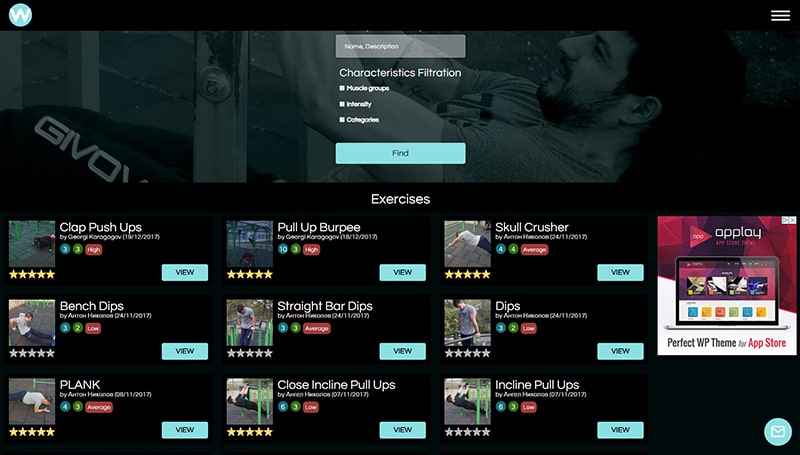 W
Name, Description
GIVOV
Characteristics Filtration
Muscle groups
Intensity
Categories
Find
Exercises
Clap Push Ups
by Georgi Karagogov (19/12/2017)
3 3 High
VIEW
Pull Up Burpee
by Georgi Karagogov (18/12/2017)
10 3 High
VIEW
Skull Crusher
by Антон Николов (24/11/2017)
4 4 Average
VIEW
Bench Dips
by Антон Николов (24/11/2017)
3 2 Low
VIEW
Straight Bar Dips
by Антон Николов (24/11/2017)
3 3 Average
VIEW
Dips
by Антон Николов (24/11/2017)
3 2 Low
VIEW
PLANK
by Антон Николов (08/11/2017)
4 3 Average
VIEW
Close Incline Pull Ups
by Ангел Николов (07/11/2017)
6 3 Low
VIEW
Incline Pull Ups
by Ангел Николов (07/11/2017)
6 3 Low
VIEW
app
applay
APP STORE THEME
Perfect WP Theme for App Store